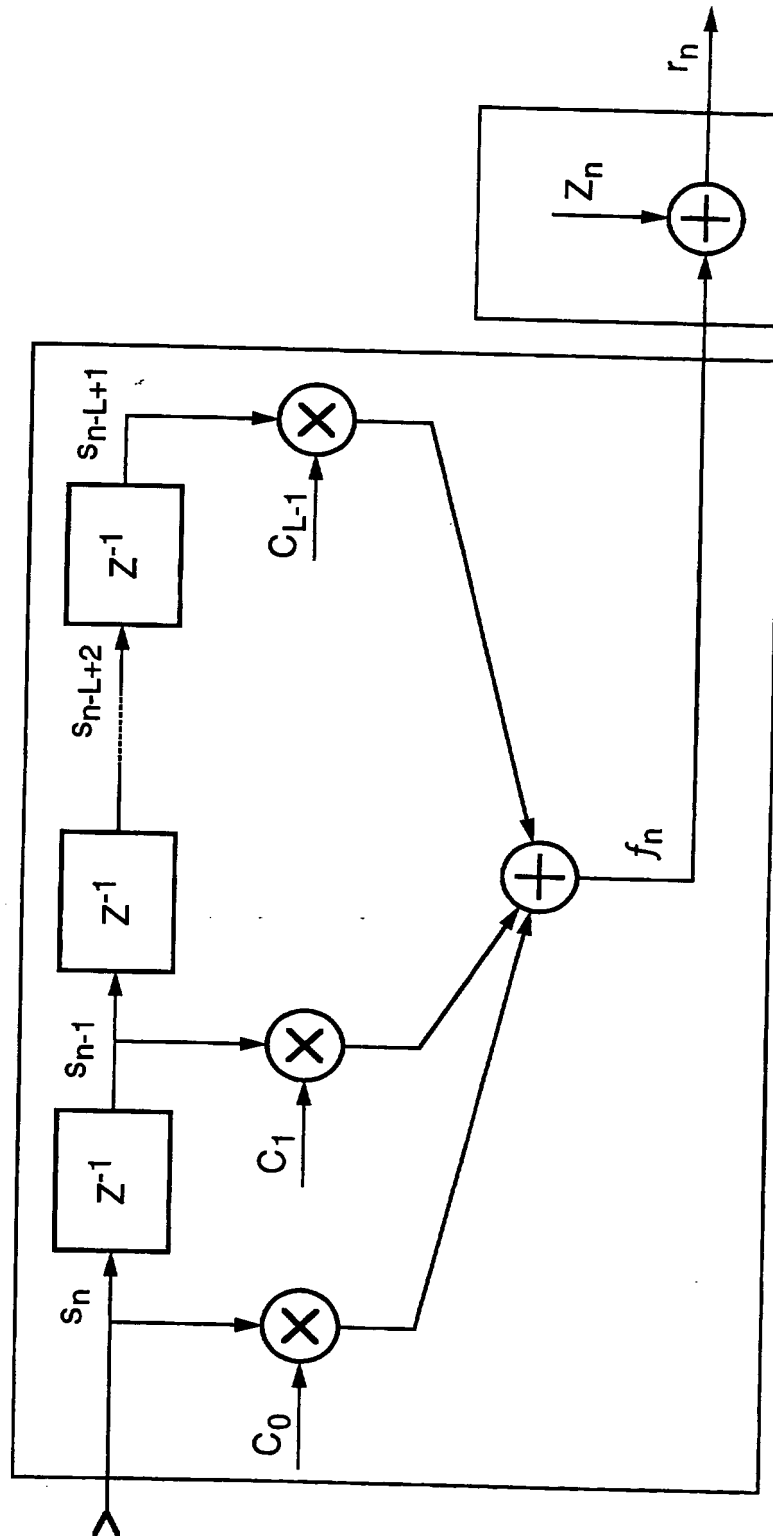 s_n
Z^-1
s_n-1
Z^-1
s_n-L+2
Z^-1
s_n-L+1
C_0
C_1
C_L-1
f_n
Z_n
r_n